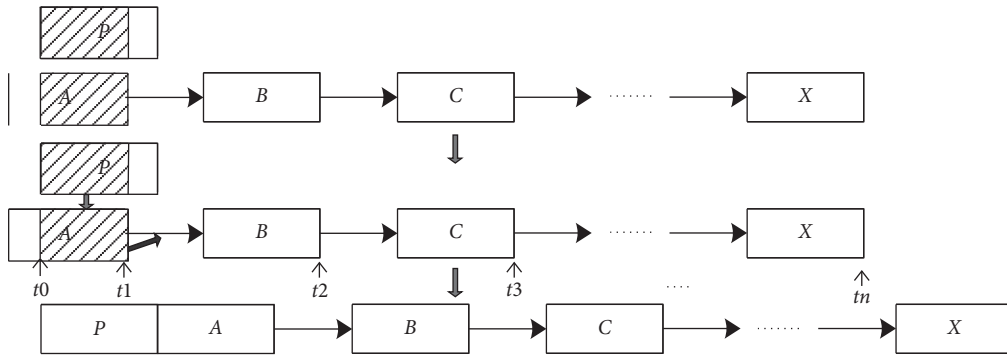 P
A B C ....... X
P
A B C ....... X
t0 t1 t2 t3 .... tn
P A B C ....... X